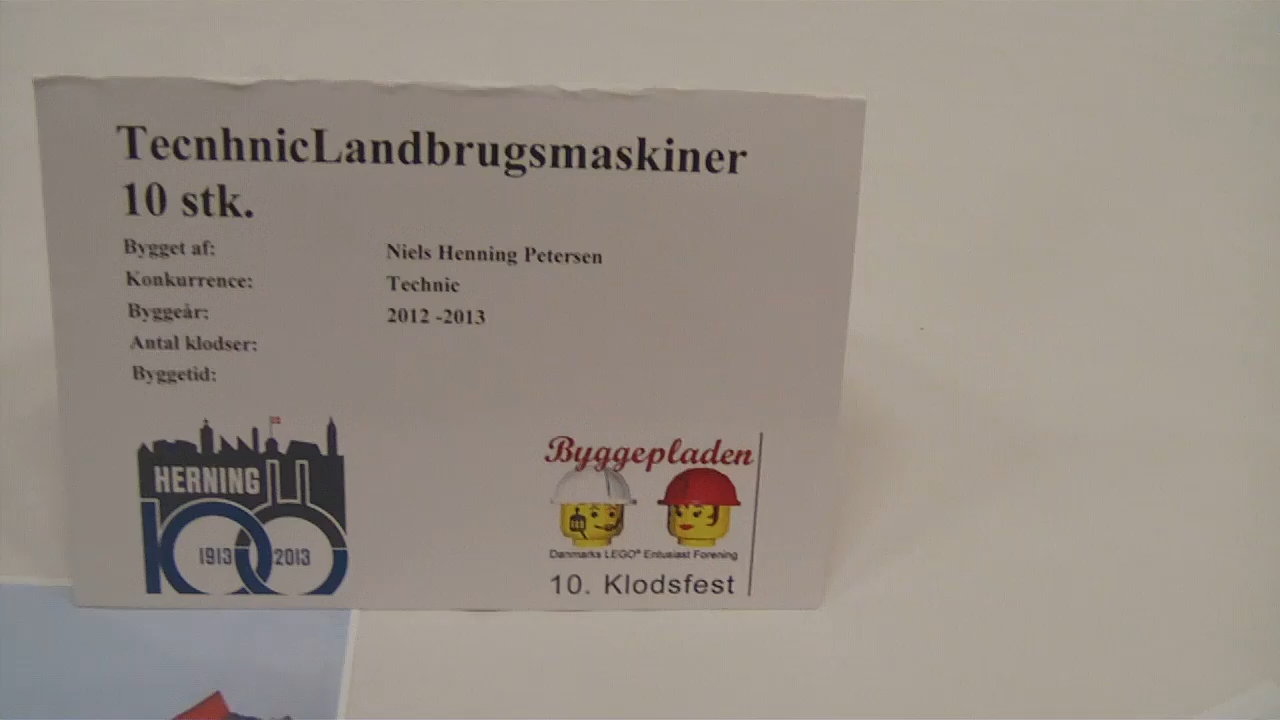 TecnhnicLandbrugsmaskiner
10 stk.
Bygget af: Niels Henning Petersen
Konkurrence: Technic
Byggeår: 2012 -2013
Antal klodser:
Byggetid:
HERNING
100
1913 2013
Byggepladen
Danmarks LEGO® Entusiast Forening
10. Klodsfest